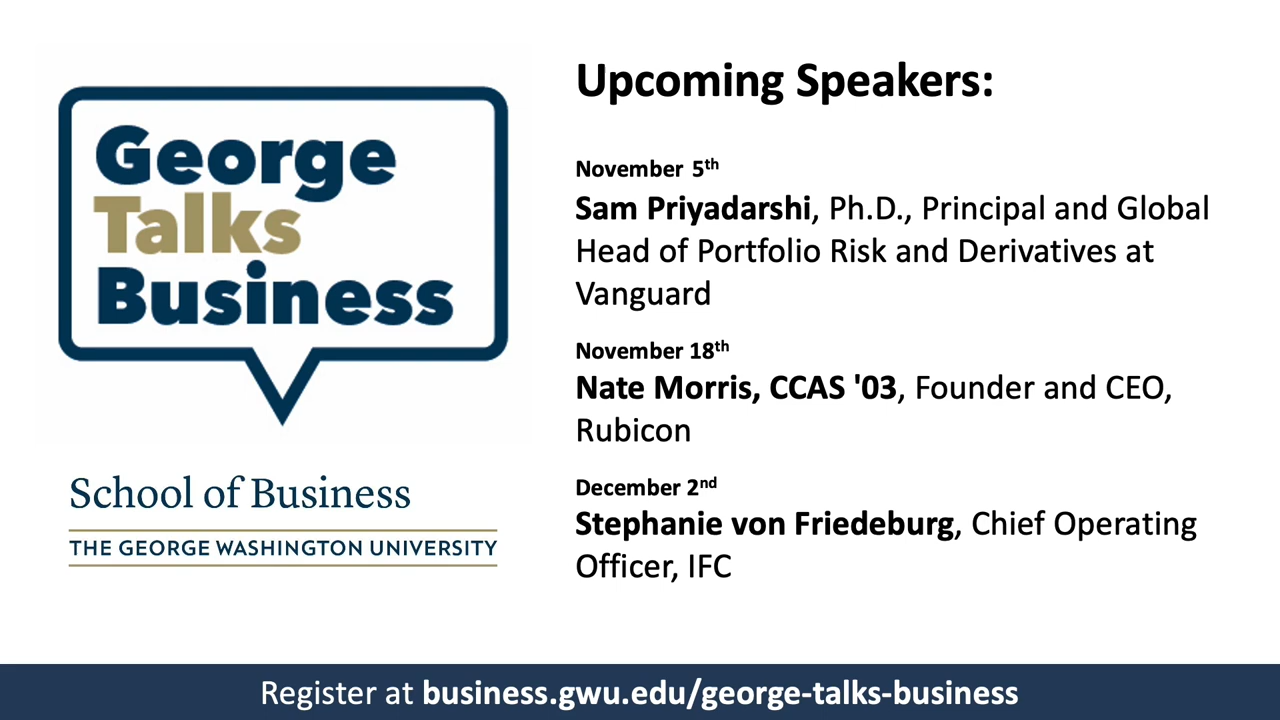 George
Talks
Business
School of Business
THE GEORGE WASHINGTON UNIVERSITY
Upcoming Speakers:
November 5th
Sam Priyadarshi, Ph.D., Principal and Global
Head of Portfolio Risk and Derivatives at
Vanguard
November 18th
Nate Morris, CCAS '03, Founder and CEO,
Rubicon
December 2nd
Stephanie von Friedeburg, Chief Operating
Officer, IFC
Register at business.gwu.edu/george-talks-business